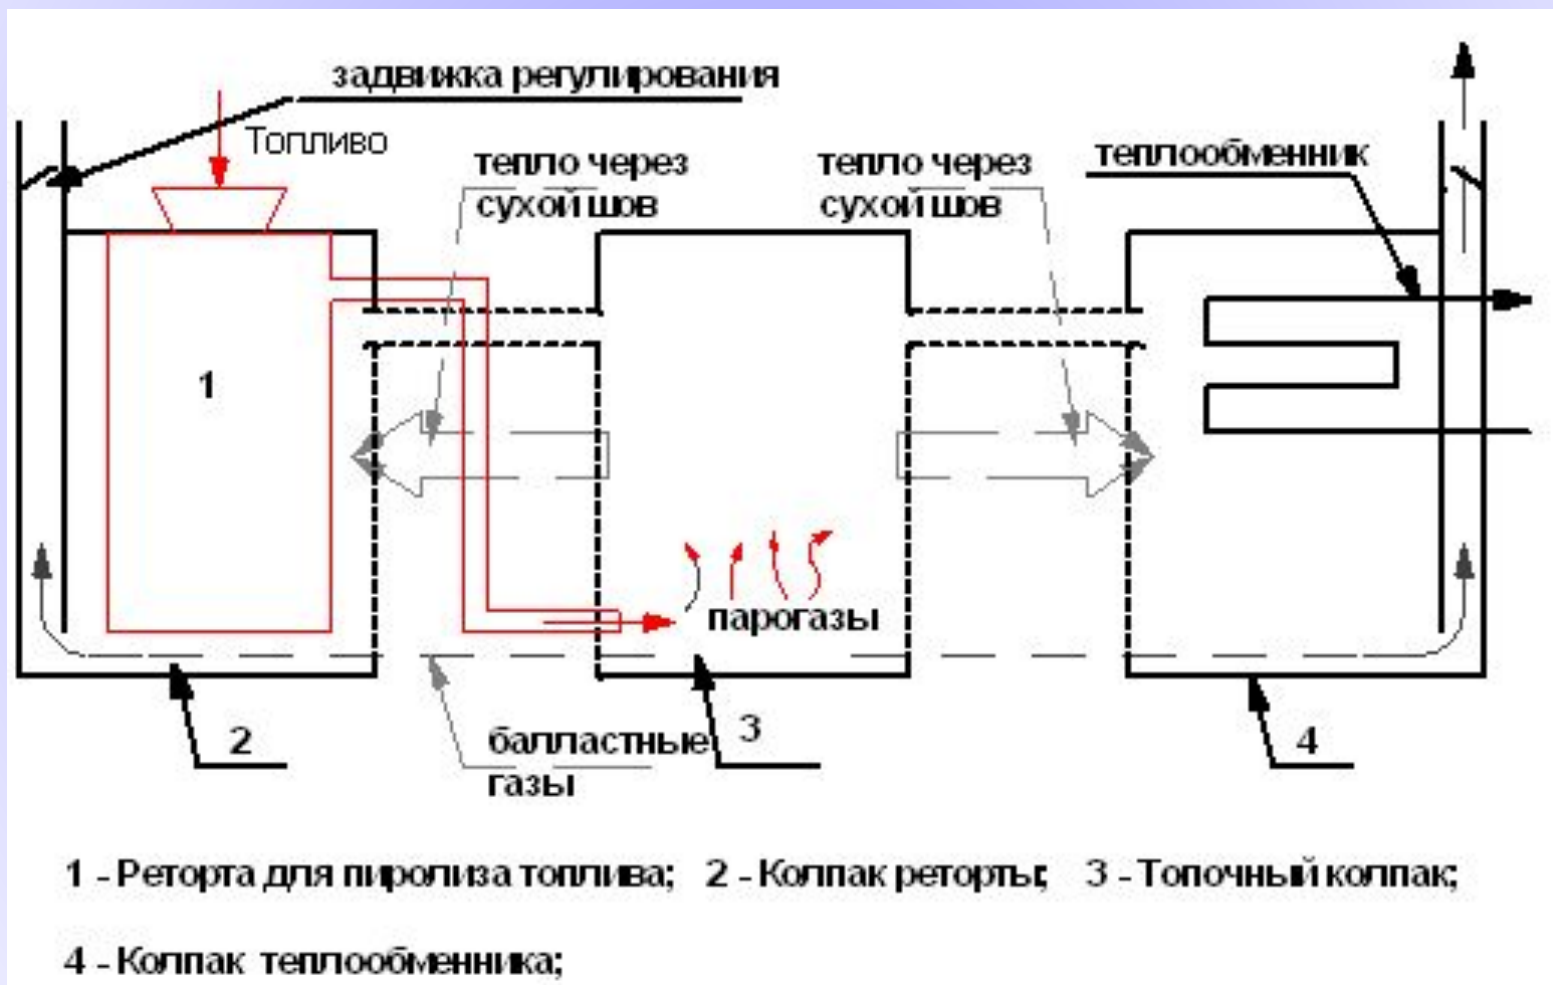 задвижка регулирования
Топливо
тепло через
сухой шов
тепло через
сухой шов
теплообменник
1
парогазы
2
балластные
газы
3
4
1 - Реторта для пиролиза топлива; 2 - Колпак реторты; 3 - Топочный колпак;
4 - Колпак теплообменника;